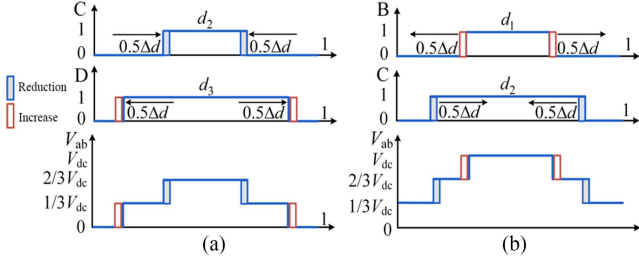 C
1
d₂
0.5Δd
0.5Δd
1
0
D
1
d₃
0.5Δd
0.5Δd
1
0
Reduction
Increase
Vab
Vdc
2/3Vdc
1/3Vdc
0
1
(a)
B
1
d₁
0.5Δd
0.5Δd
1
0
C
1
d₂
0.5Δd
0.5Δd
1
0
Vab
Vdc
2/3Vdc
1/3Vdc
0
(b)